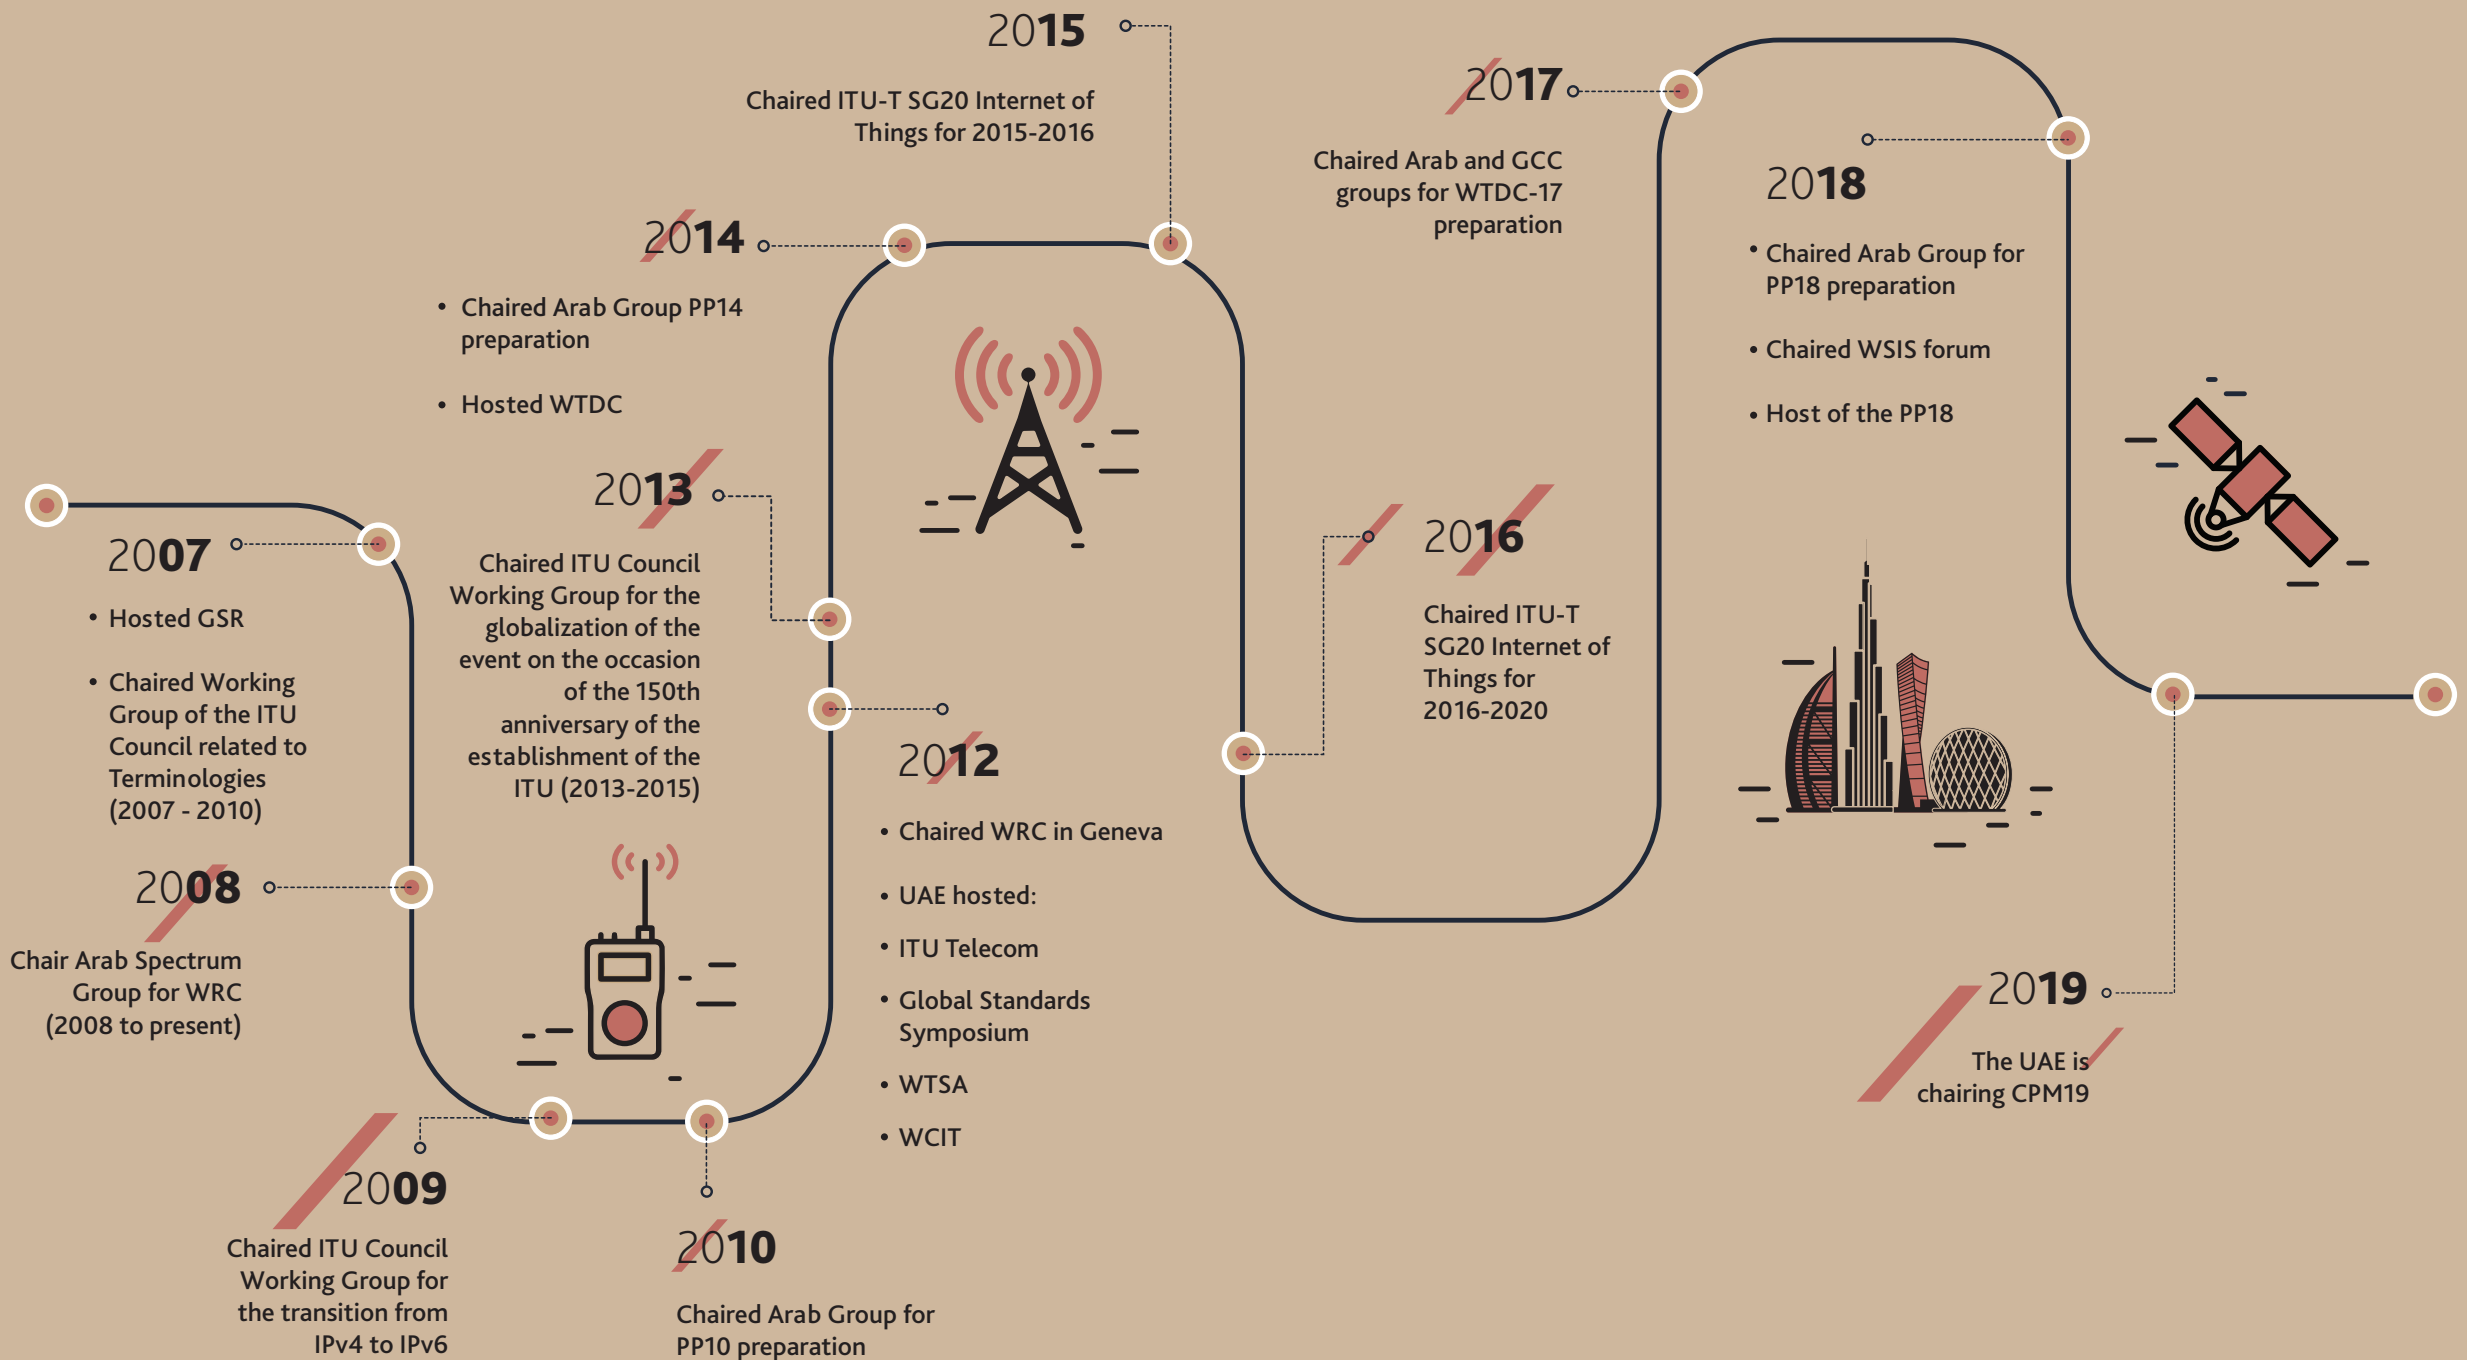 2007
• Hosted GSR
• Chaired Working
Group of the ITU
Council related to
Terminologies
(2007 - 2010)
2008
Chair Arab Spectrum
Group for WRC
(2008 to present)
2009
Chaired ITU Council
Working Group for
the transition from
IPv4 to IPv6
2010
Chaired Arab Group for
PP10 preparation
2012
• Chaired WRC in Geneva
• UAE hosted:
• ITU Telecom
• Global Standards
Symposium
• WTSA
• WCIT
2013
Chaired ITU Council
Working Group for the
globalization of the
event on the occasion
of the 150th
anniversary of the
establishment of the
ITU (2013-2015)
2014
• Chaired Arab Group PP14
preparation
• Hosted WTDC
2015
Chaired ITU-T SG20 Internet of
Things for 2015-2016
2016
Chaired ITU-T
SG20 Internet of
Things for
2016-2020
2017
Chaired Arab and GCC
groups for WTDC-17
preparation
2018
• Chaired Arab Group for
PP18 preparation
• Chaired WSIS forum
• Host of the PP18
2019
The UAE is
chairing CPM19